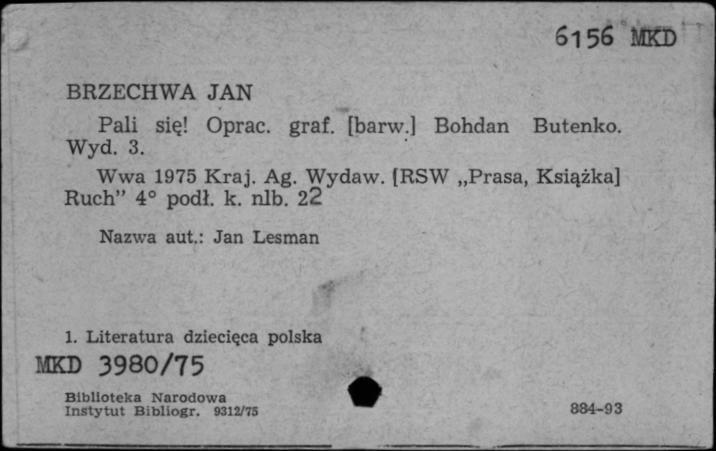 6156 MKD
BRZECHWA JAN
Pali się! Oprac. graf. [barw.] Bohdan Butenko.
Wyd. 3.
Wwa 1975 Kraj. Ag. Wydaw. [RSW „Prasa, Książka]
Ruch” 4° podł. k. nlb. 22
Nazwa aut.: Jan Lesman
1. Literatura dziecięca polska
MKD 3980/75
Biblioteka Narodowa
Instytut Bibliogr. 9312/75
884-93